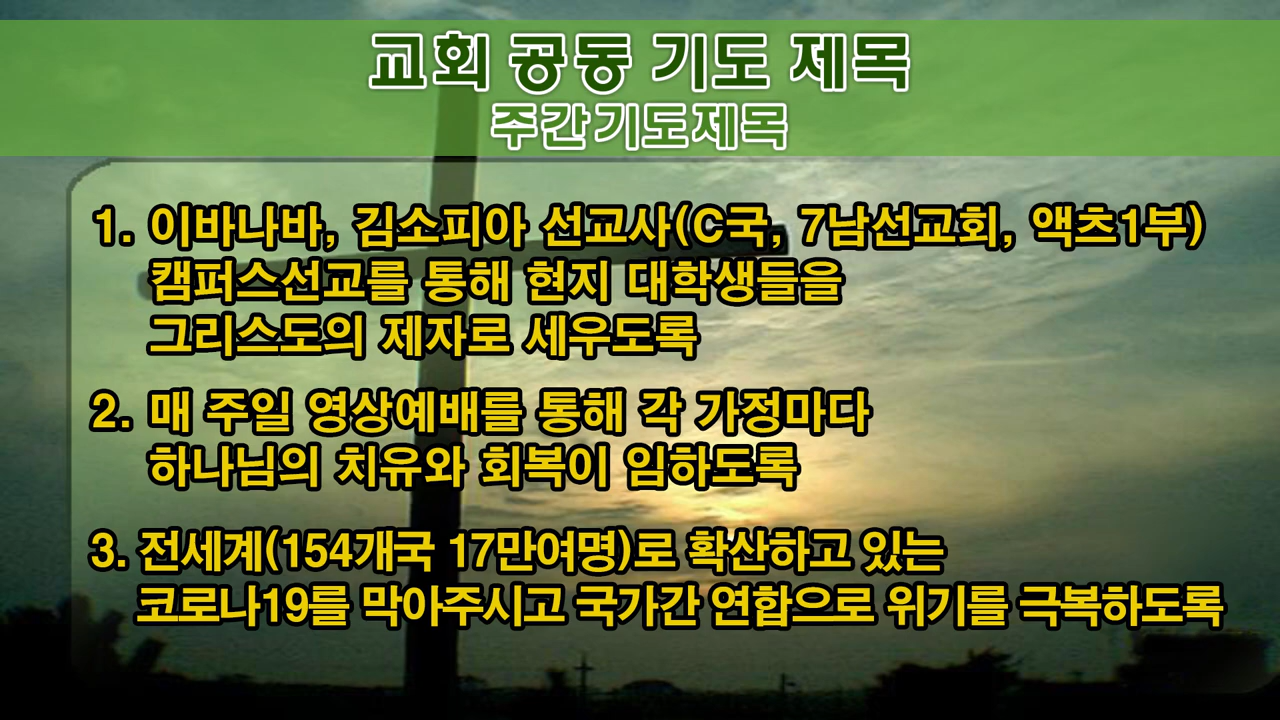 교회 공동 기도 제목
주간기도제목
1. 이바나바, 김소피아 선교사(C국, 7남선교회, 액츠1부)
캠퍼스선교를 통해 현지 대학생들을
그리스도의 제자로 세우도록
2. 매 주일 영상예배를 통해 각 가정마다
하나님의 치유와 회복이 임하도록
3. 전세계(154개국 17만여명)로 확산하고 있는
코로나19를 막아주시고 국가간 연합으로 위기를 극복하도록